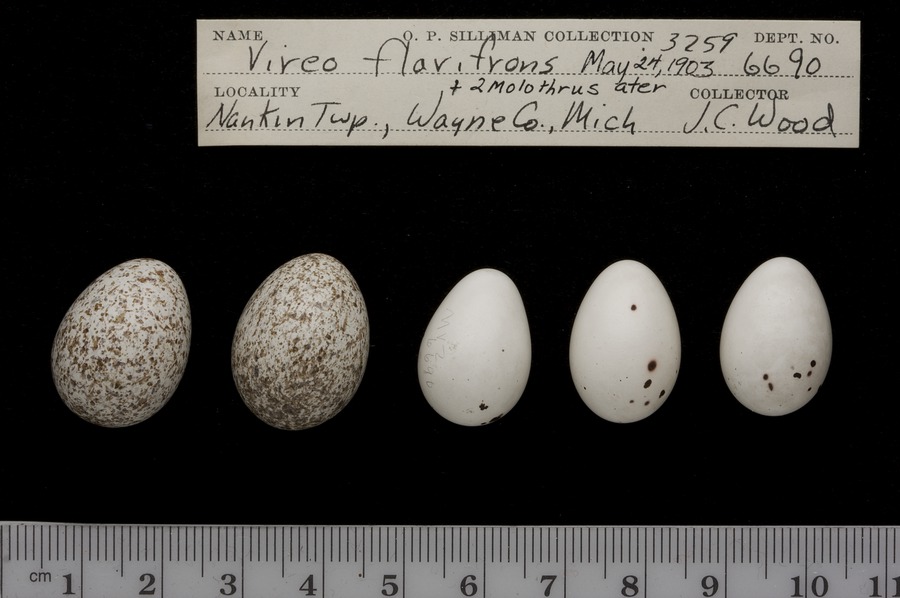 NAME O. P. SILLIMAN COLLECTION 3259 DEPT. NO.
Vireo flavifrons May 24, 1903 6690
+ 2 Molothrus ater
LOCALITY COLLECTOR
Nankin Twp., Wayne Co., Mich J.C. Wood
cm 1 2 3 4 5 6 7 8 9 10 11